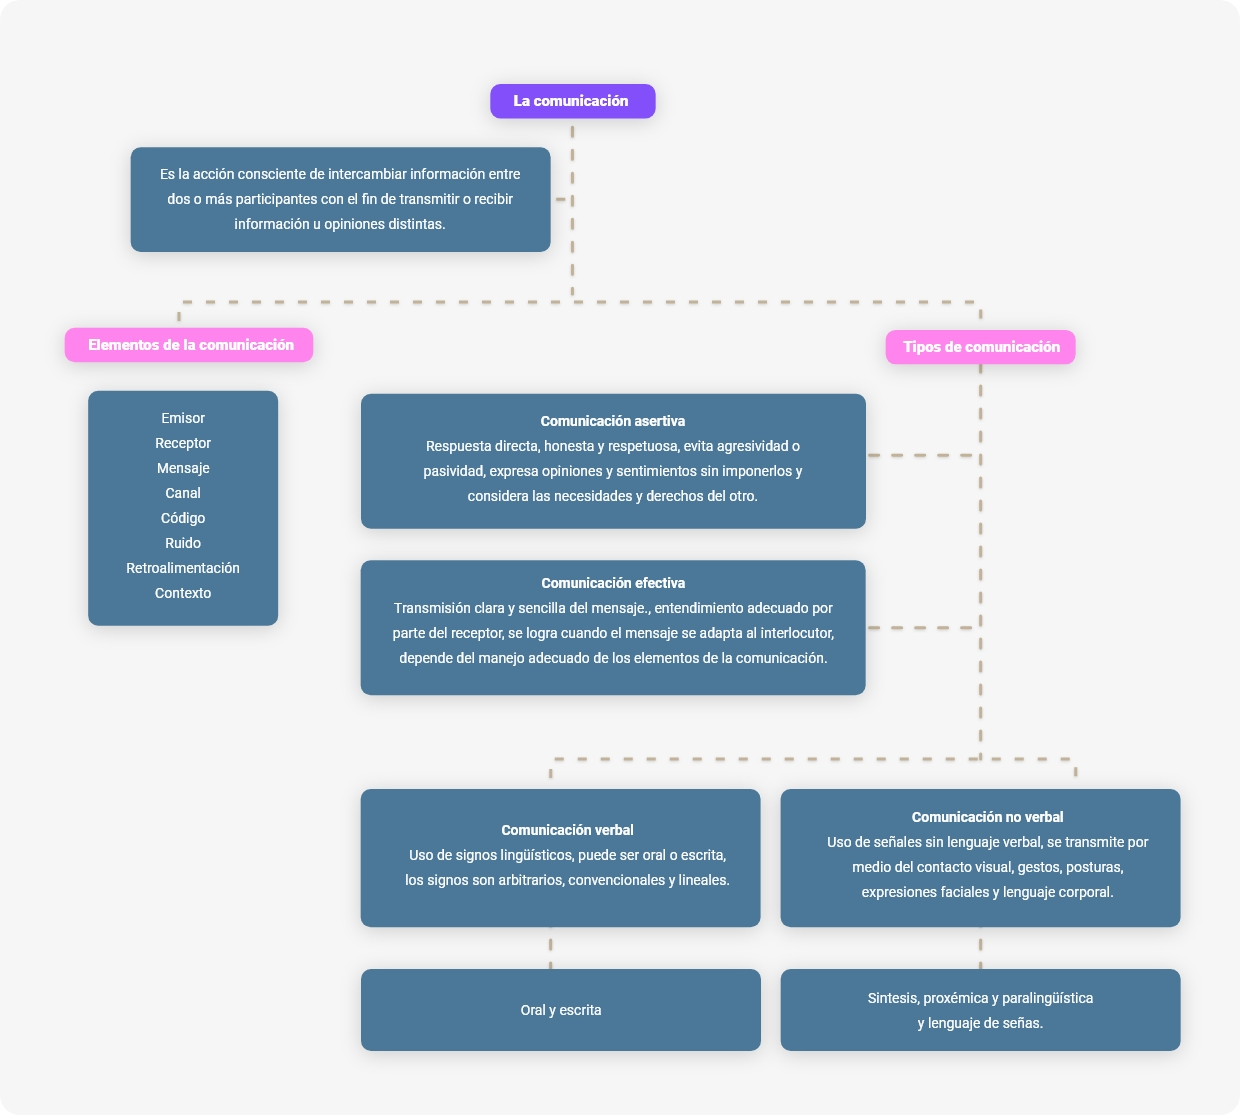 La comunicación
Es la acción consciente de intercambiar información entre
dos o más participantes con el fin de transmitir o recibir
información u opiniones distintas.
Elementos de la comunicación
Emisor
Receptor
Mensaje
Canal
Código
Ruido
Retroalimentación
Contexto
Tipos de comunicación
Comunicación asertiva
Respuesta directa, honesta y respetuosa, evita agresividad o
pasividad, expresa opiniones y sentimientos sin imponerlos y
considera las necesidades y derechos del otro.
Comunicación efectiva
Transmisión clara y sencilla del mensaje., entendimiento adecuado por
parte del receptor, se logra cuando el mensaje se adapta al interlocutor,
depende del manejo adecuado de los elementos de la comunicación.
Comunicación verbal
Uso de signos lingüísticos, puede ser oral o escrita,
los signos son arbitrarios, convencionales y lineales.
Oral y escrita
Comunicación no verbal
Uso de señales sin lenguaje verbal, se transmite por
medio del contacto visual, gestos, posturas,
expresiones faciales y lenguaje corporal.
Sintesis, proxémica y paralingüística
y lenguaje de señas.